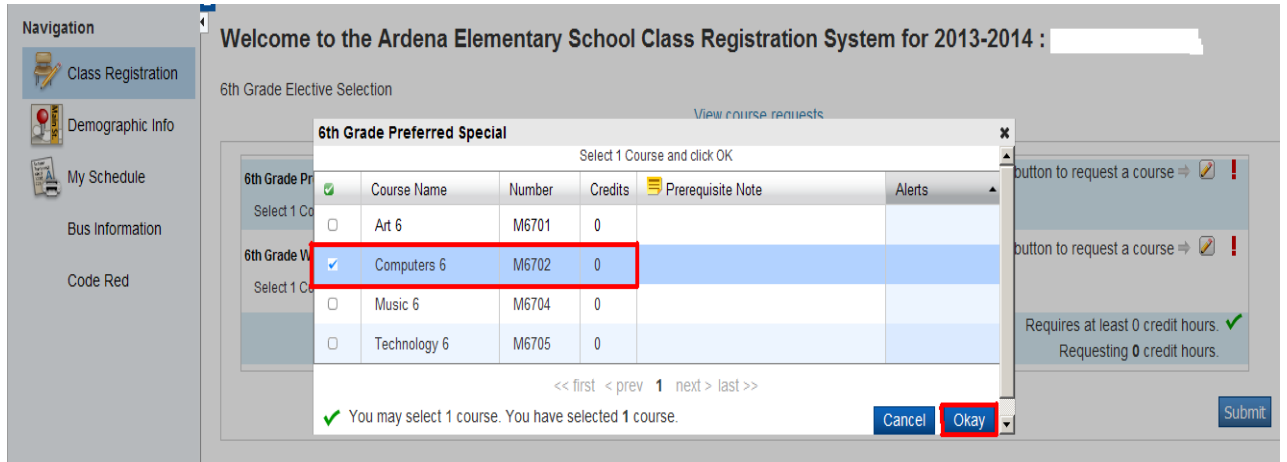 Navigation
Class Registration
Demographic Info
My Schedule
Bus Information
Code Red
Welcome to the Ardena Elementary School Class Registration System for 2013-2014 :
6th Grade Elective Selection
View course requests
6th Grade Preferred Special
Select 1 Course and click OK
Course Name Number Credits Prerequisite Note Alerts
Art 6 M6701 0
Computers 6 M6702 0
Music 6 M6704 0
Technology 6 M6705 0
<< first < prev 1 next > last >>
You may select 1 course. You have selected 1 course.
Cancel Okay
6th Grade Pr
Select 1 Co
button to request a course ⇒
6th Grade W
Select 1 Co
button to request a course ⇒
Requires at least 0 credit hours.
Requesting 0 credit hours.
Submit